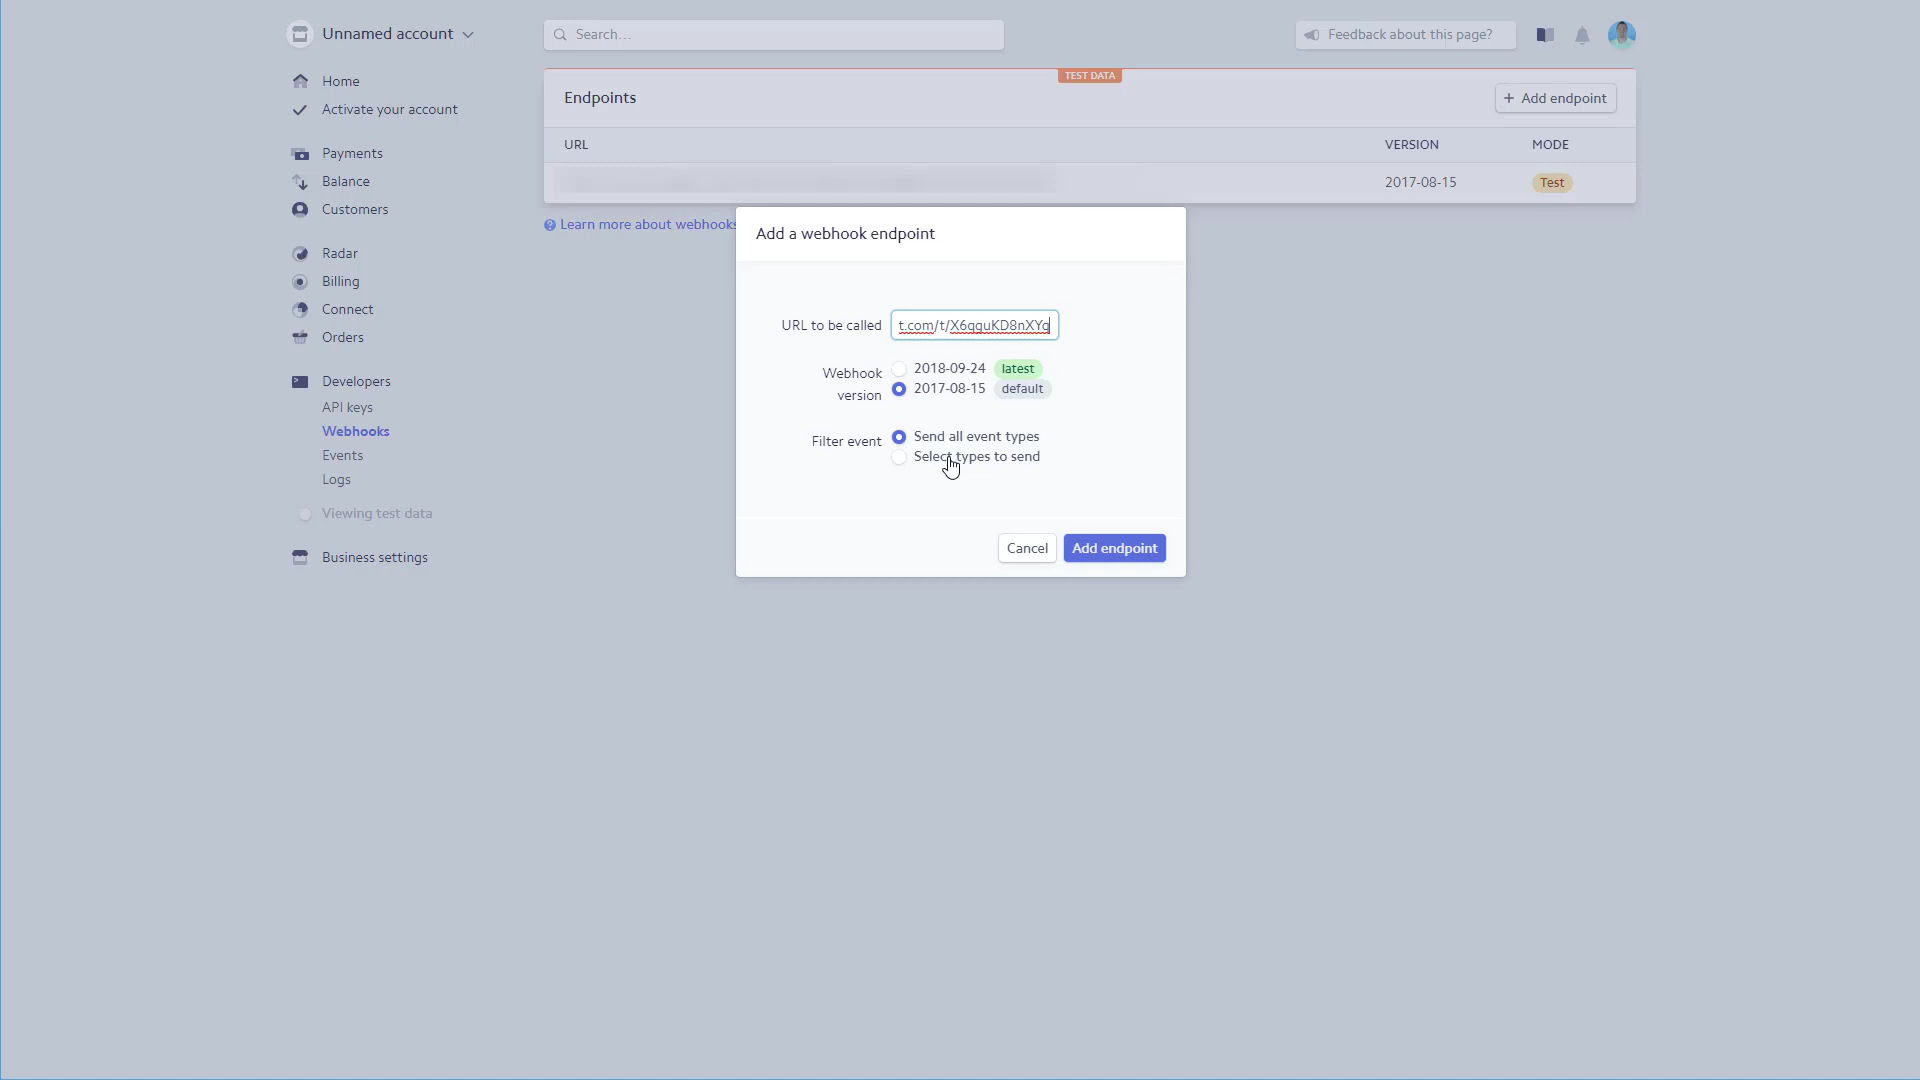 Unnamed account
Search...
Feedback about this page?
Home
Activate your account
Payments
Balance
Customers
Radar
Billing
Connect
Orders
Developers
API keys
Webhooks
Events
Logs
Viewing test data
Business settings
TEST DATA
Endpoints
+ Add endpoint
URL VERSION MODE
2017-08-15 Test
Learn more about webhooks
Add a webhook endpoint
URL to be called t.com/t/X6qguKD8nXYq
Webhook version
2018-09-24 latest
2017-08-15 default
Filter event
Send all event types
Select types to send
Cancel
Add endpoint